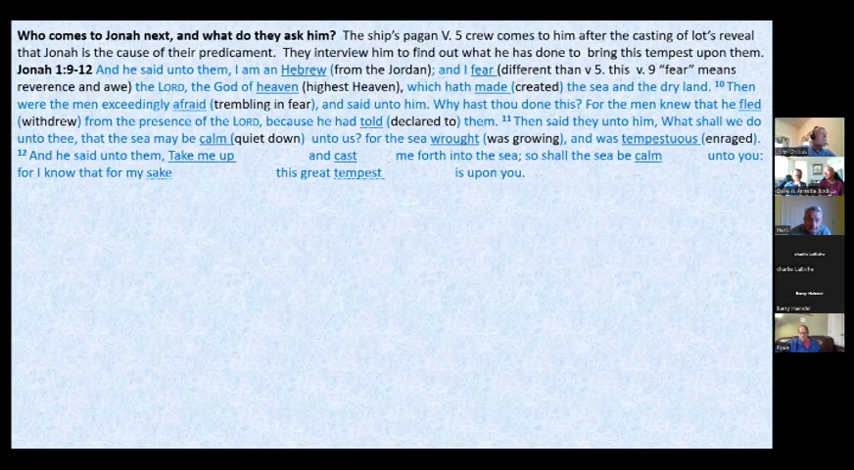 Who comes to Jonah next, and what do they ask him? The ship's pagan V. 5 crew comes to him after the casting of lot's reveal
that Jonah is the cause of their predicament. They interview him to find out what he has done to bring this tempest upon them.
Jonah 1:9-12 And he said unto them, I am an Hebrew (from the Jordan); and I fear (different than v 5. this v. 9 "fear" means
reverence and awe) the LORD, the God of heaven (highest Heaven), which hath made (created) the sea and the dry land. 10 Then
were the men exceedingly afraid (trembling in fear), and said unto him. Why hast thou done this? For the men knew that he fled
(withdrew) from the presence of the LORD, because he had told (declared to) them. 11 Then said they unto him, What shall we do
unto thee, that the sea may be calm (quiet down) unto us? for the sea wrought (was growing), and was tempestuous (enraged).
12 And he said unto them, Take me up and cast me forth into the sea; so shall the sea be calm unto you:
for I know that for my sake this great tempest is upon you.
charlie LaBiche
charlie LaBiche